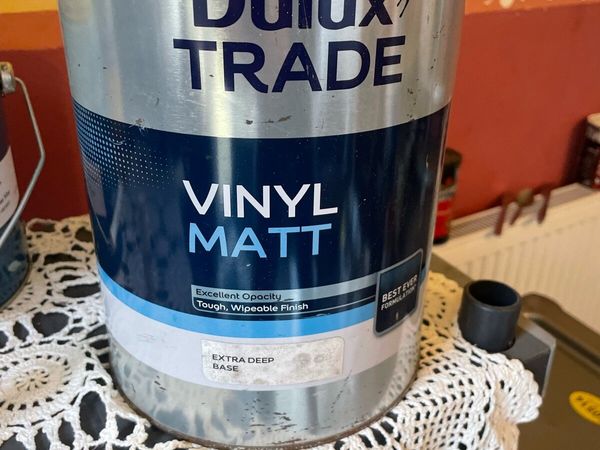 Dulux
TRADE
VINYL
MATT
Excellent Opacity
Tough, Wipeable Finish
BEST EVER
FORMULATION!
EXTRA DEEP
BASE